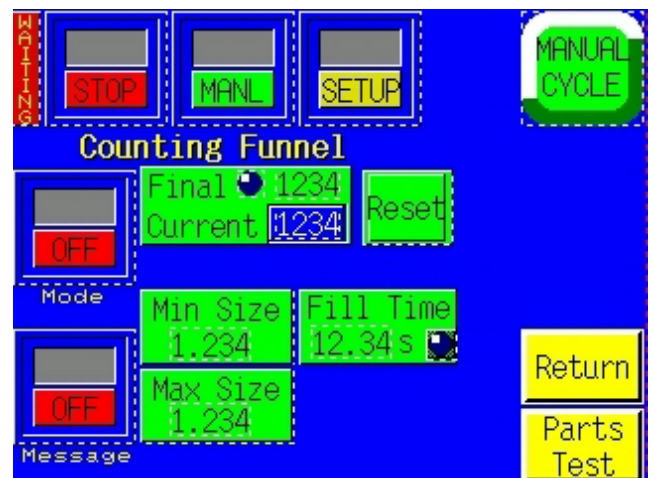 WAITING
STOP
MANL
SETUP
MANUAL
CYCLE
Counting Funnel
Final 1234
Current 1234
Reset
OFF
Mode
Min Size
1.234
Fill Time
12.34 s
Max Size
1.234
OFF
Message
Return
Parts
Test